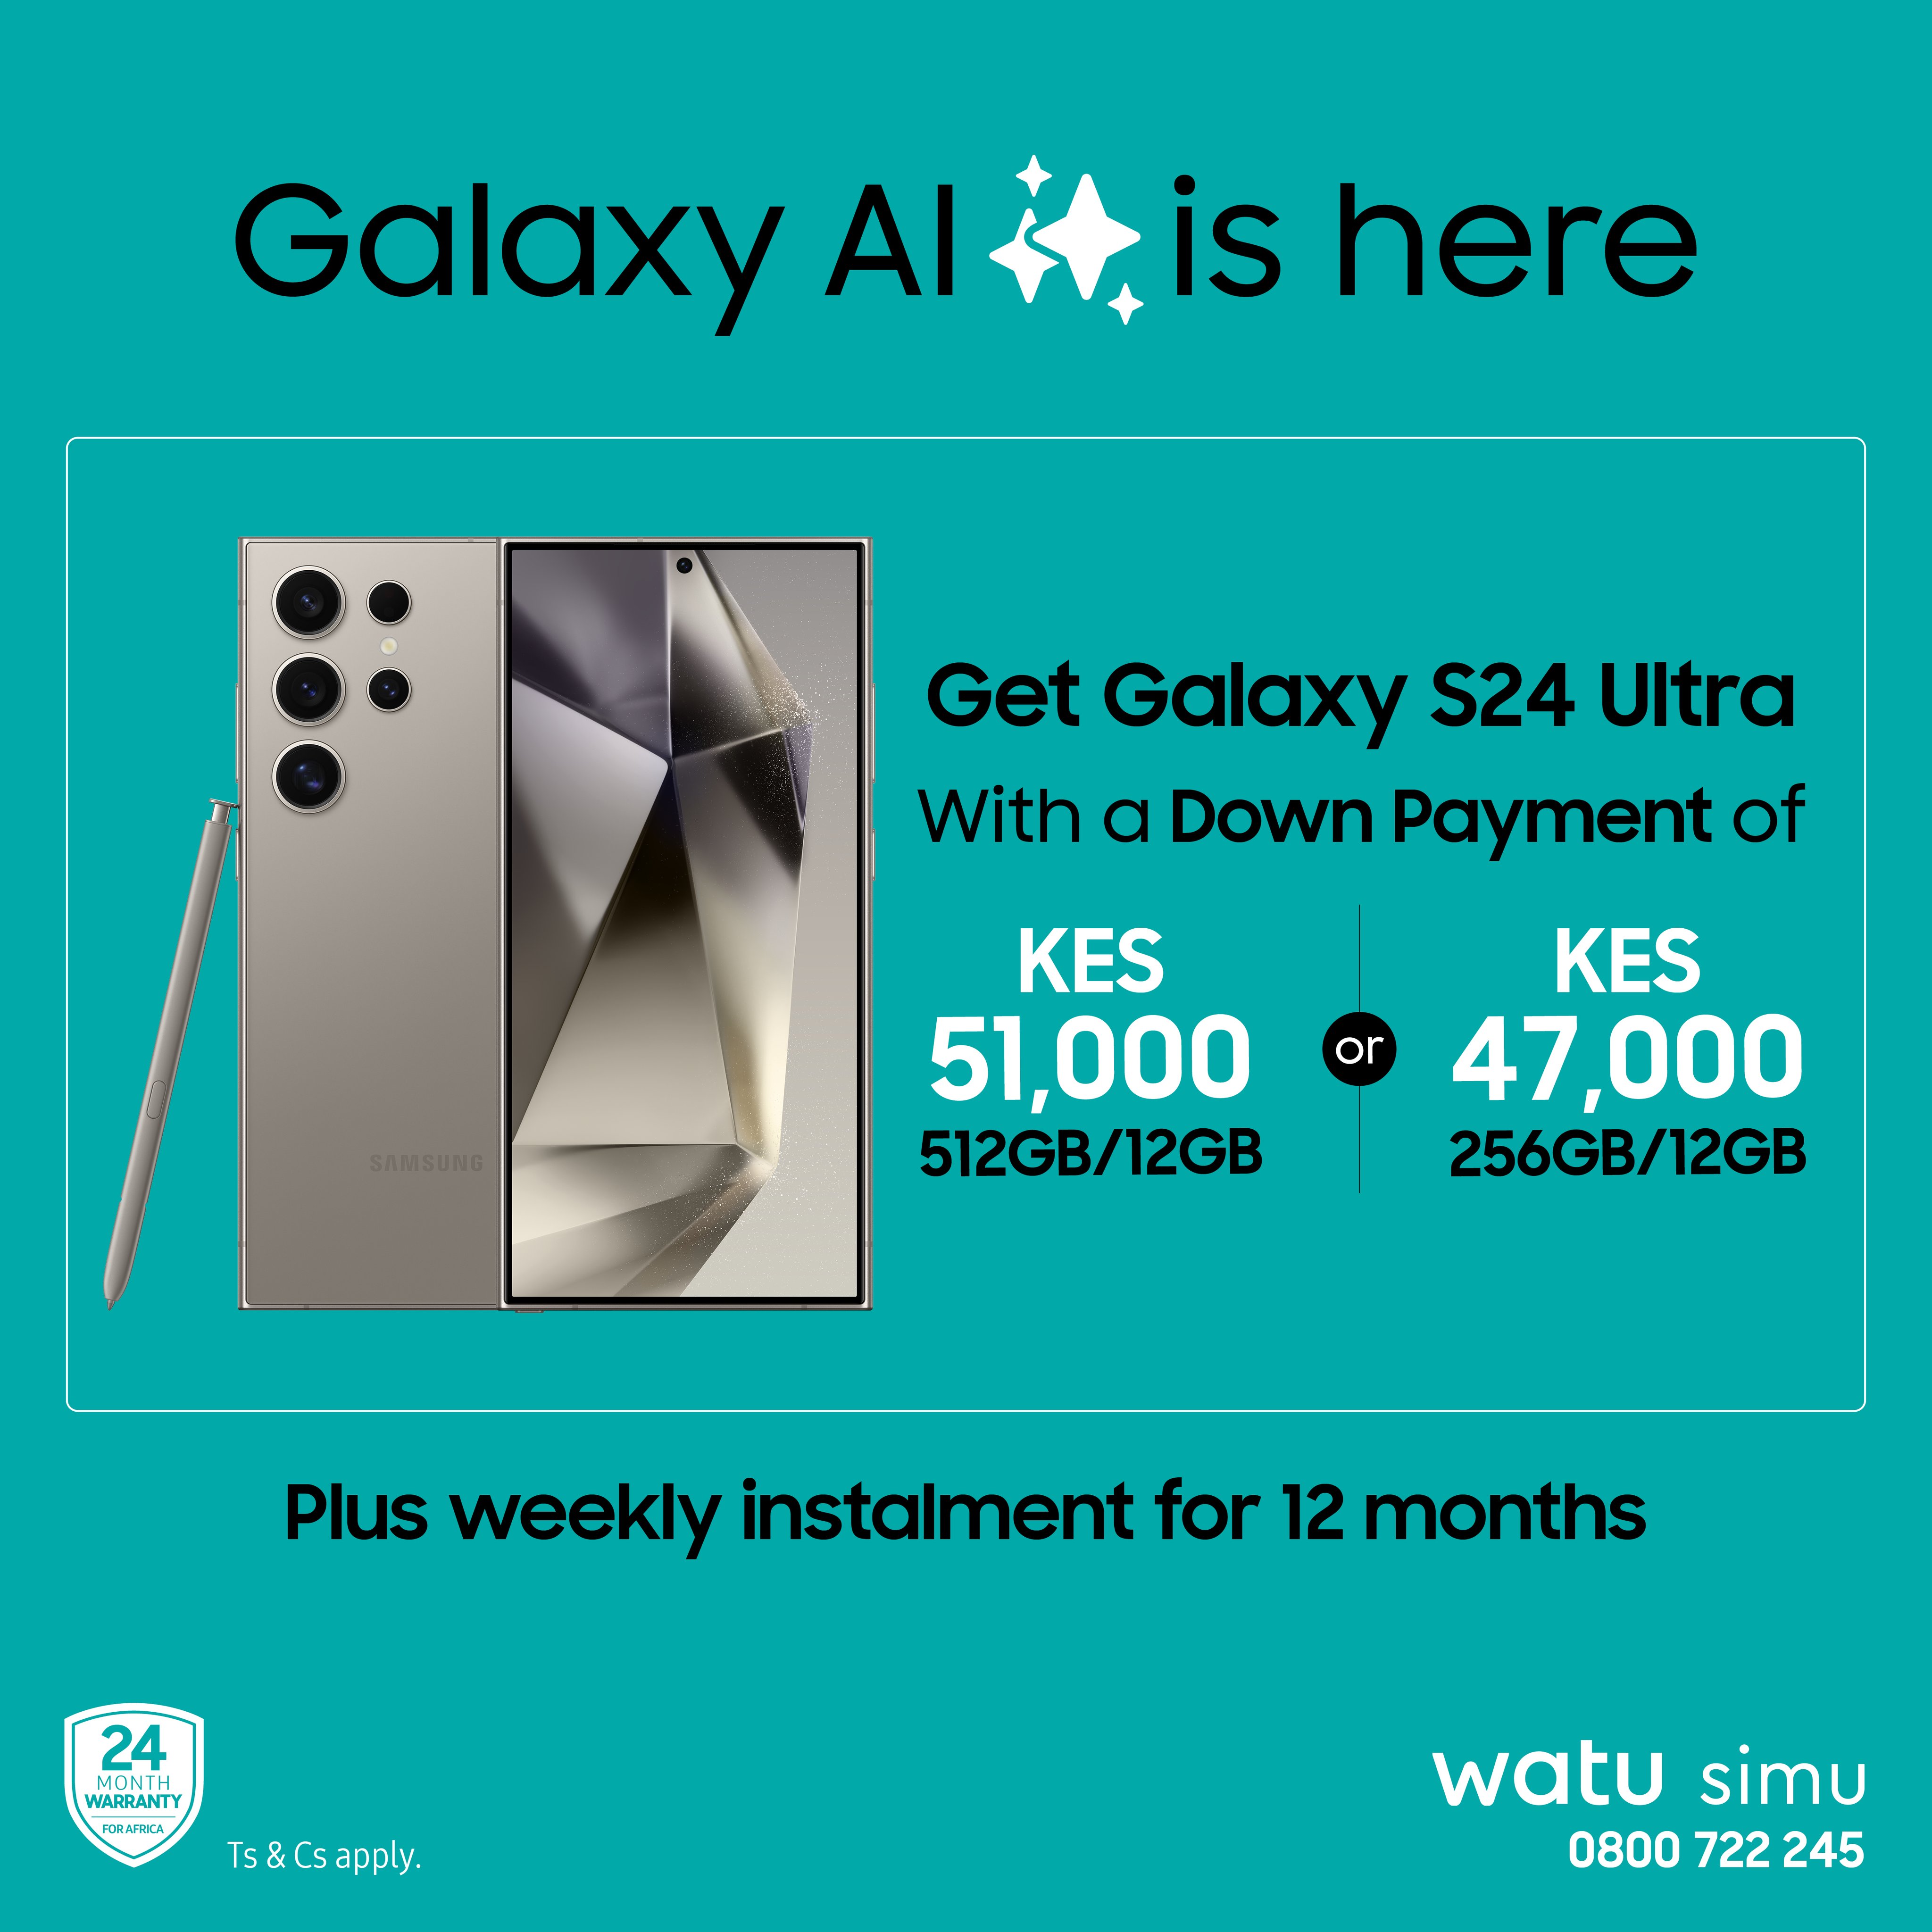 Galaxy AI is here
SAMSUNG
Get Galaxy S24 Ultra
With a Down Payment of
KES
51,000
512GB/12GB
or
KES
47,000
256GB/12GB
Plus weekly instalment for 12 months
24
MONTH
WARRANTY
FOR AFRICA
Ts & Cs apply.
watu simu
0800 722 245